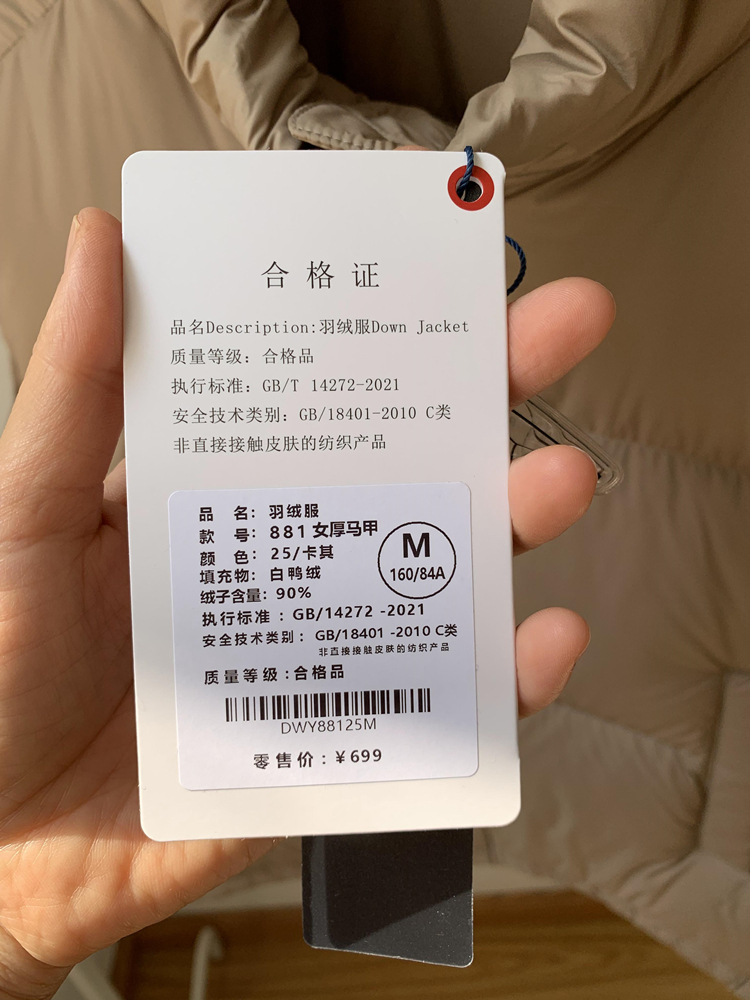 合格证
品名Description:羽绒服Down Jacket
质量等级：合格品
执行标准：GB/T 14272-2021
安全技术类别：GB/18401-2010 C类
非直接接触皮肤的纺织产品
品 名：羽绒服
款 号：881女厚马甲
颜 色：25/卡其
M
160/84A
填充物：白鸭绒
绒子含量：90%
执行标准：GB/14272 -2021
安全技术类别：GB/18401 -2010 C类
非直接接触皮肤的纺织产品
质量等级：合格品
DWY88125M
零售价：¥699